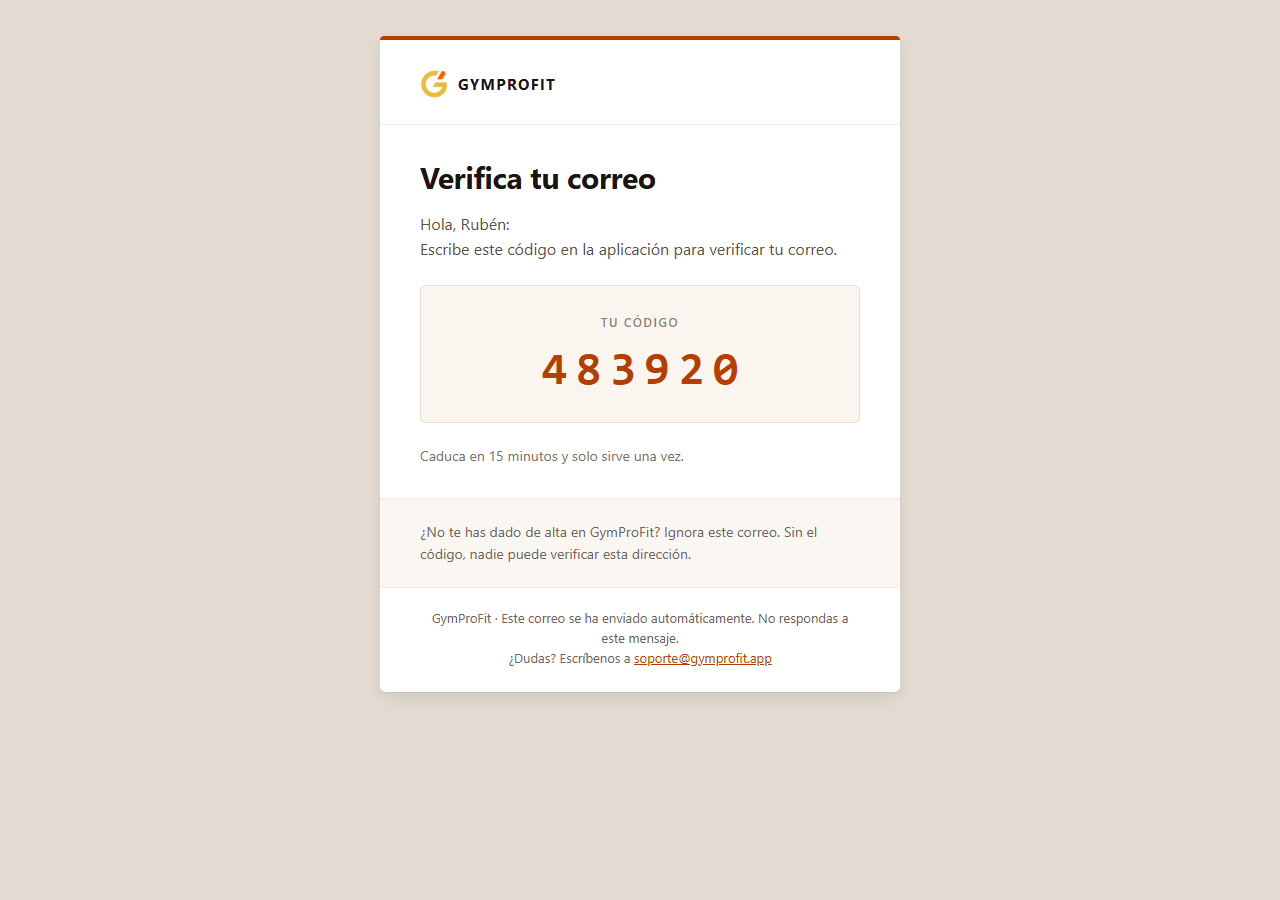 GYMPROFIT
Verifica tu correo
Hola, Rubén:
Escribe este código en la aplicación para verificar tu correo.
TU CÓDIGO
483920
Caduca en 15 minutos y solo sirve una vez.
¿No te has dado de alta en GymProFit? Ignora este correo. Sin el
código, nadie puede verificar esta dirección.
GymProFit · Este correo se ha enviado automáticamente. No respondas a
este mensaje.
¿Dudas? Escríbenos a soporte@gymprofit.app